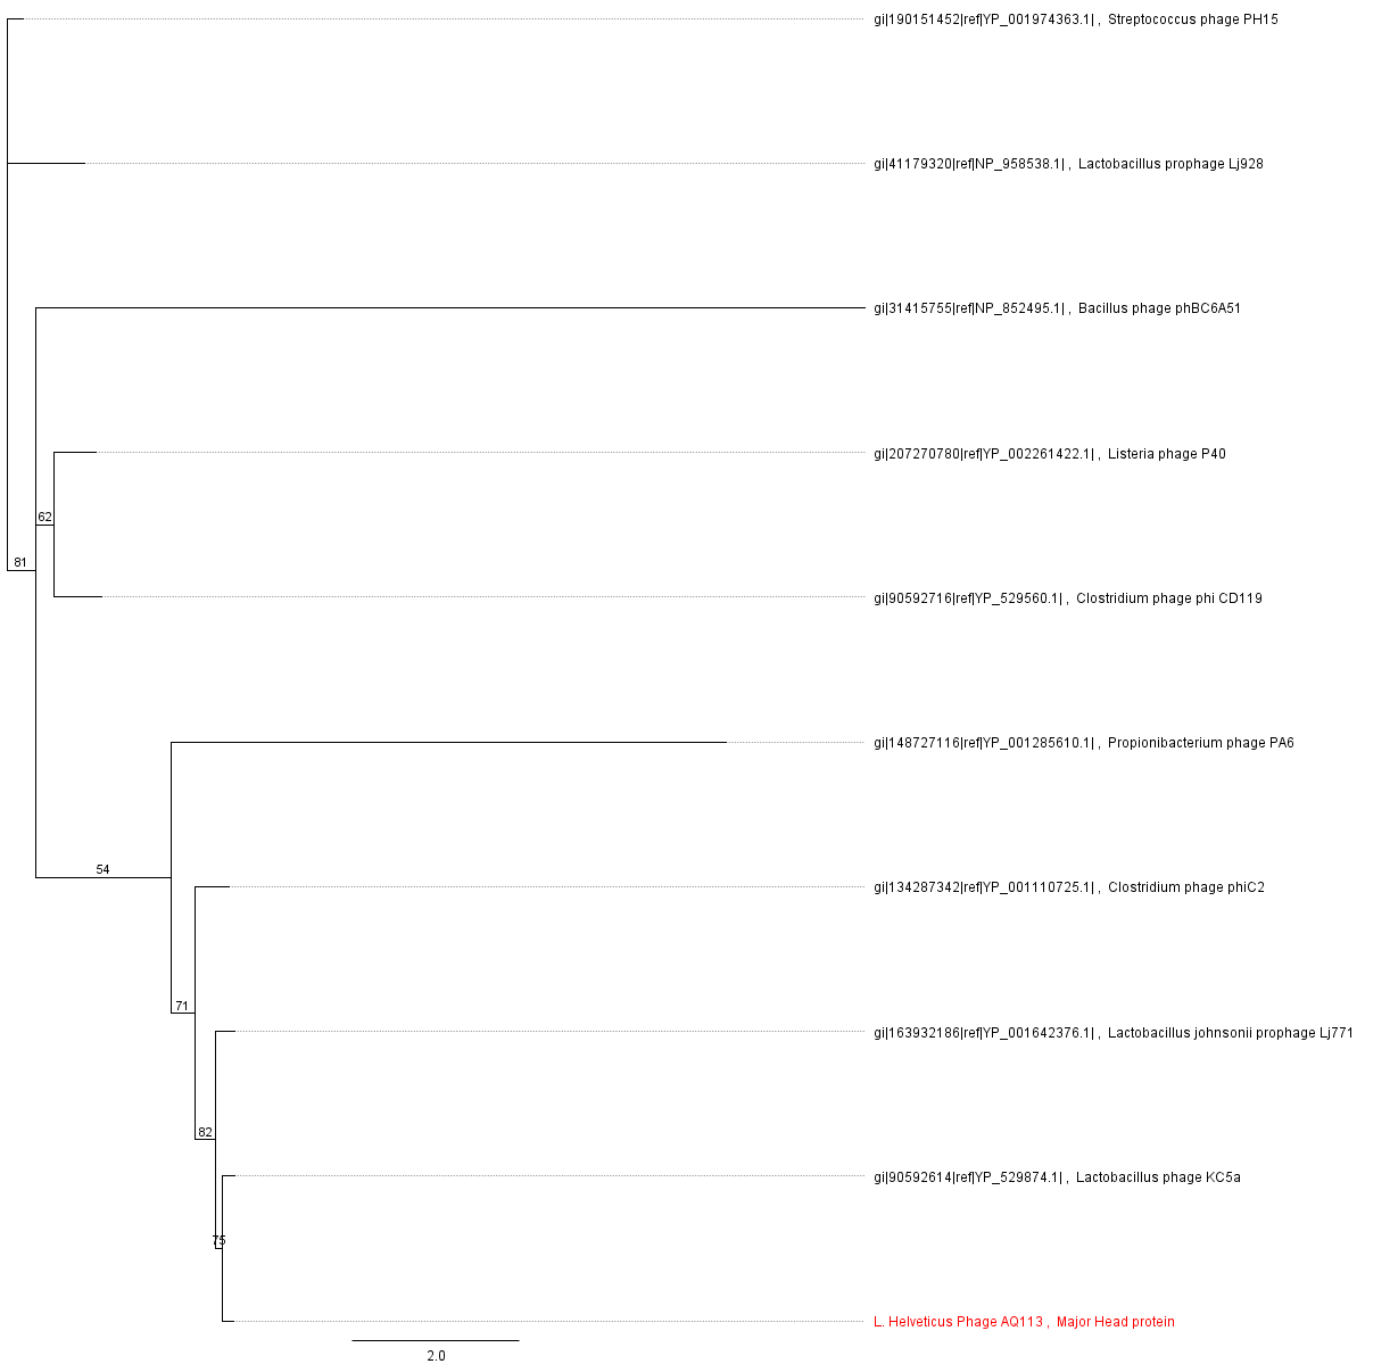 gi|190151452|ref|YP_001974363.1| , Streptococcus phage PH15
gi|41179320|ref|NP_958538.1| , Lactobacillus prophage Lj928
gi|31415755|ref|NP_852495.1| , Bacillus phage phBC6A51
gi|207270780|ref|YP_002261422.1| , Listeria phage P40
62
81
gi|90592716|ref|YP_529560.1| , Clostridium phage phi CD119
gi|148727116|ref|YP_001285610.1| , Propionibacterium phage PA6
54
gi|134287342|ref|YP_001110725.1| , Clostridium phage phiC2
71
gi|163932186|ref|YP_001642376.1| , Lactobacillus johnsonii prophage Lj771
82
gi|90592614|ref|YP_529874.1| , Lactobacillus phage KC5a
75
L. Helveticus Phage AQ113 , Major Head protein
2.0